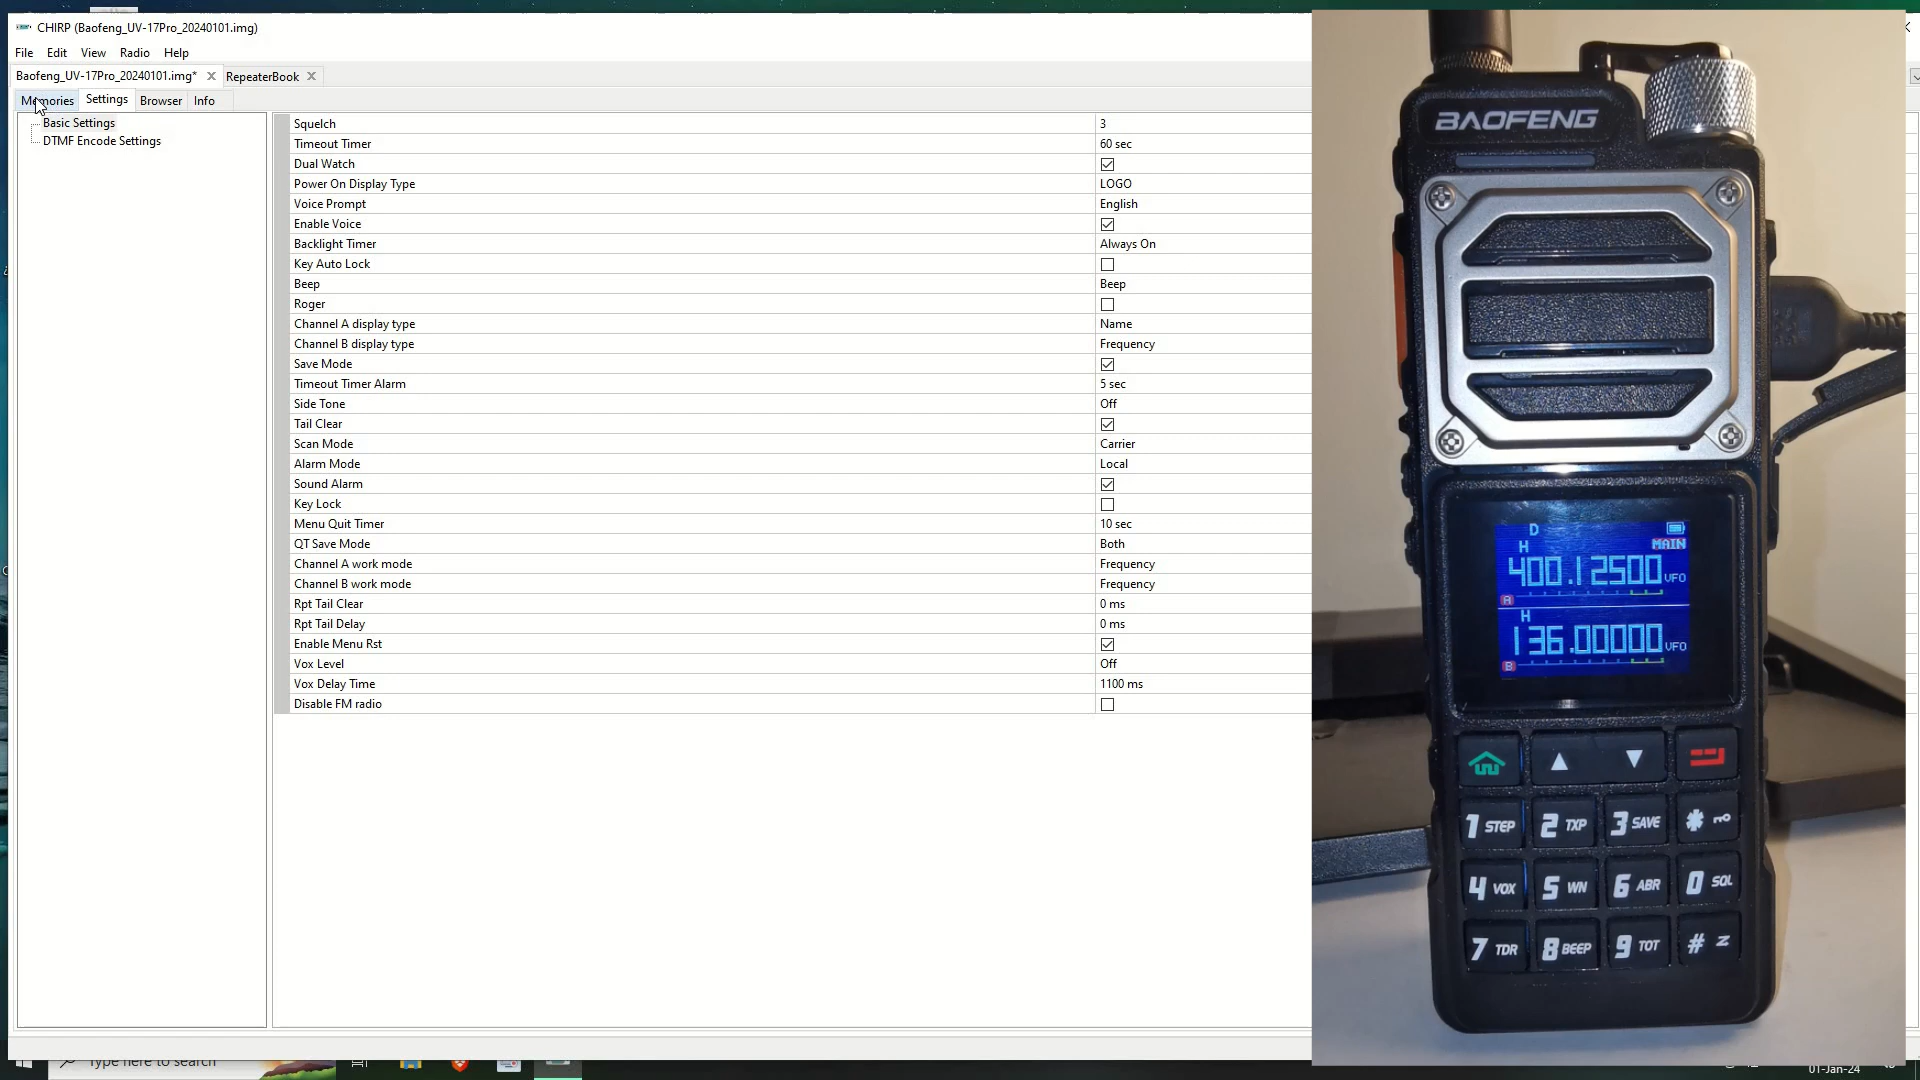 CHIRP (Baofeng_UV-17Pro_20240101.img)
File Edit View Radio Help
Baofeng_UV-17Pro_20240101.img* RepeaterBook
Memories Settings Browser Info
Basic Settings
DTMF Encode Settings
Squelch 3
Timeout Timer 60 sec
Dual Watch
Power On Display Type LOGO
Voice Prompt English
Enable Voice
Backlight Timer Always On
Key Auto Lock
Beep Beep
Roger
Channel A display type Name
Channel B display type Frequency
Save Mode
Timeout Timer Alarm 5 sec
Side Tone Off
Tail Clear
Scan Mode Carrier
Alarm Mode Local
Sound Alarm
Key Lock
Menu Quit Timer 10 sec
QT Save Mode Both
Channel A work mode Frequency
Channel B work mode Frequency
Rpt Tail Clear 0 ms
Rpt Tail Delay 0 ms
Enable Menu Rst
Vox Level Off
Vox Delay Time 1100 ms
Disable FM radio
Type here to search
01-Jan-24
BAOFENG
D
H MAIN
400.12500 VFO
A
H
136.00000 VFO
B
1 STEP 2 TXP 3 SAVE *
4 VOX 5 WN 6 ABR 0 SQL
7 TDR 8 BEEP 9 TOT # Z